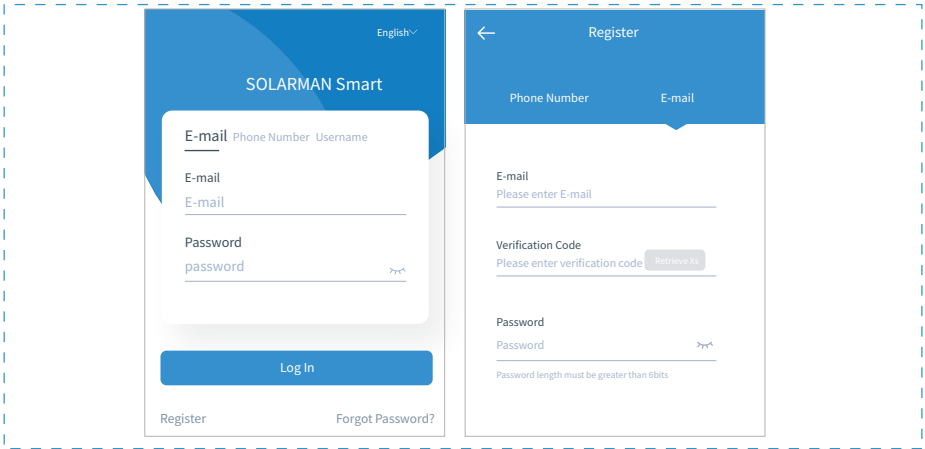 English
SOLARMAN Smart
E-mail Phone Number Username
E-mail
E-mail
Password
password
Log In
Register Forgot Password?
Register
Phone Number E-mail
E-mail
Please enter E-mail
Verification Code
Please enter verification code Retrieve Xs
Password
Password
Password length must be greater than 6bits